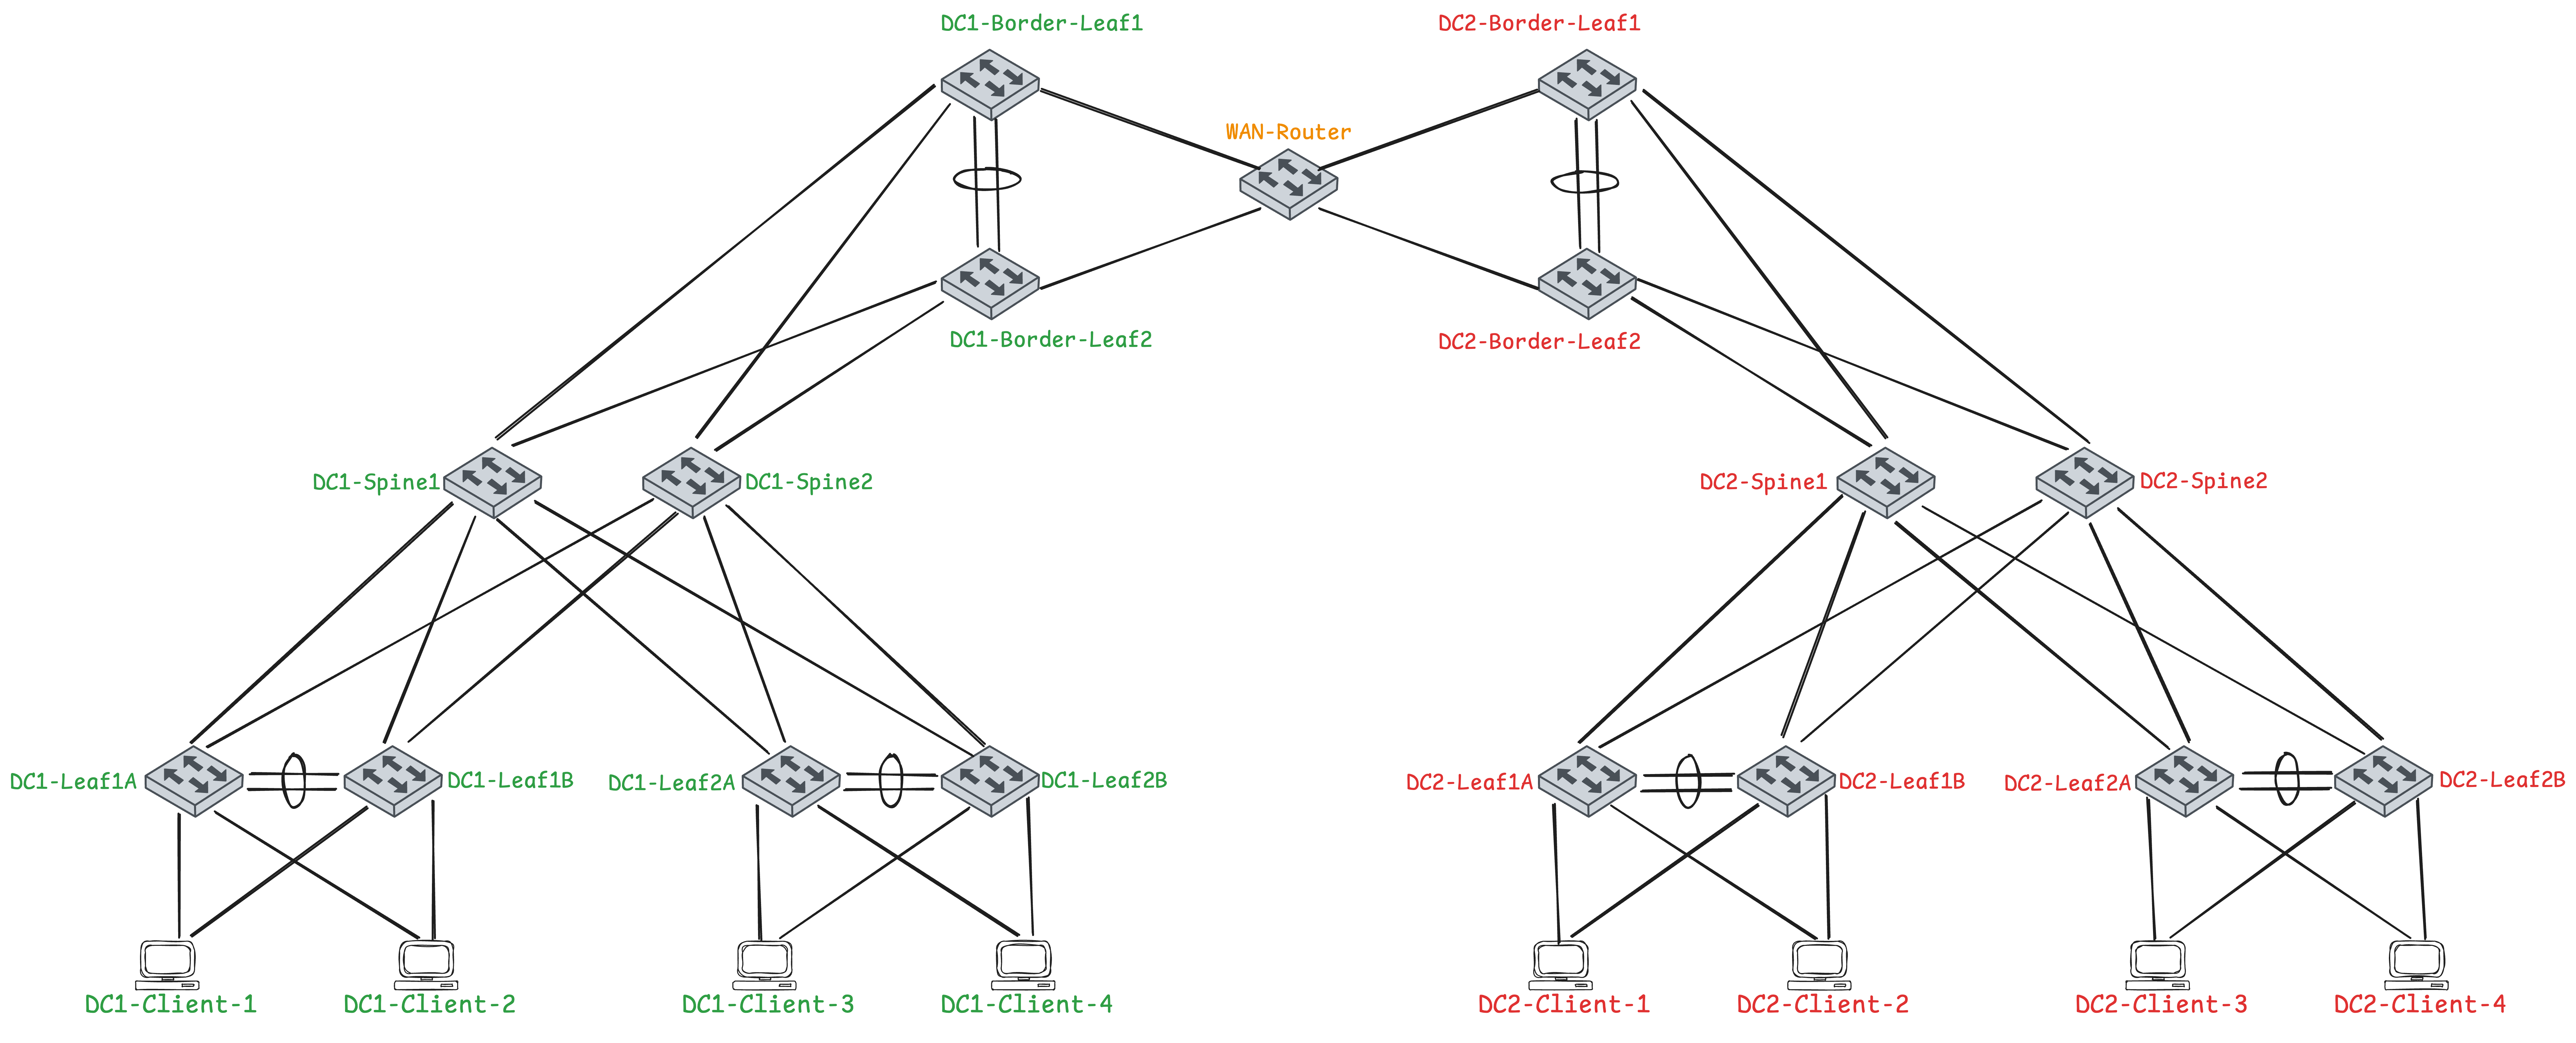 DC1-Border-Leaf1
DC2-Border-Leaf1
WAN-Router
DC1-Border-Leaf2
DC2-Border-Leaf2
DC1-Spine1
DC1-Spine2
DC2-Spine1
DC2-Spine2
DC1-Leaf1A
DC1-Leaf1B
DC1-Leaf2A
DC1-Leaf2B
DC2-Leaf1A
DC2-Leaf1B
DC2-Leaf2A
DC2-Leaf2B
DC1-Client-1
DC1-Client-2
DC1-Client-3
DC1-Client-4
DC2-Client-1
DC2-Client-2
DC2-Client-3
DC2-Client-4